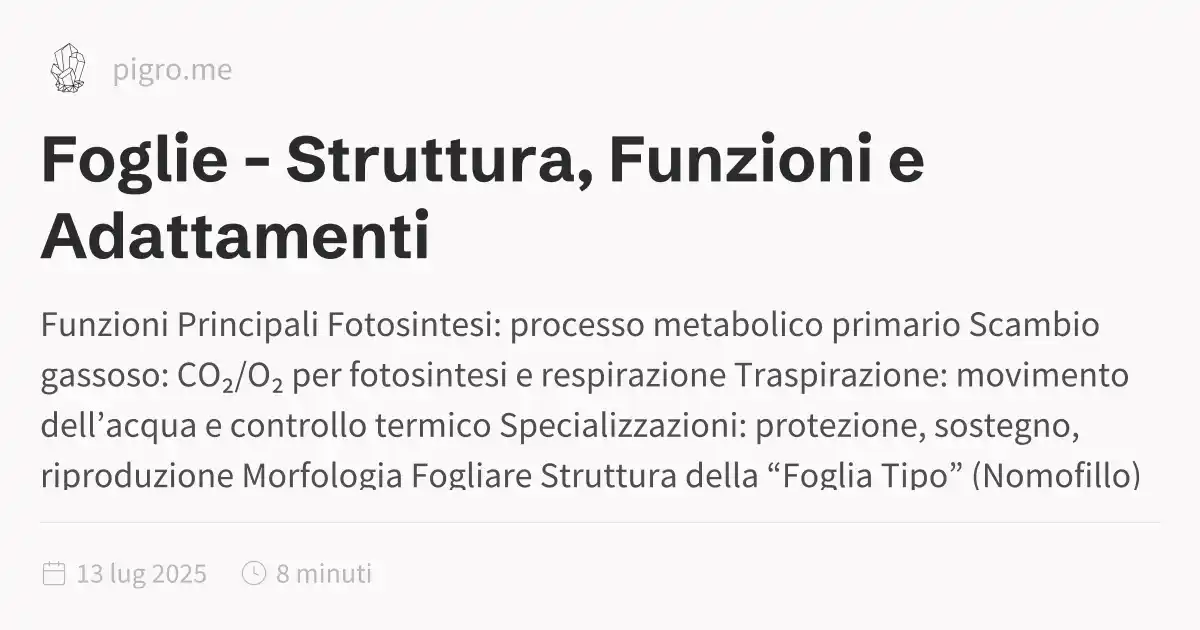 pigro.me
Foglie - Struttura, Funzioni e
Adattamenti
Funzioni Principali Fotosintesi: processo metabolico primario Scambio
gassoso: CO₂/O₂ per fotosintesi e respirazione Traspirazione: movimento
dell’acqua e controllo termico Specializzazioni: protezione, sostegno,
riproduzione Morfologia Fogliare Struttura della “Foglia Tipo” (Nomofillo)
13 lug 2025 8 minuti